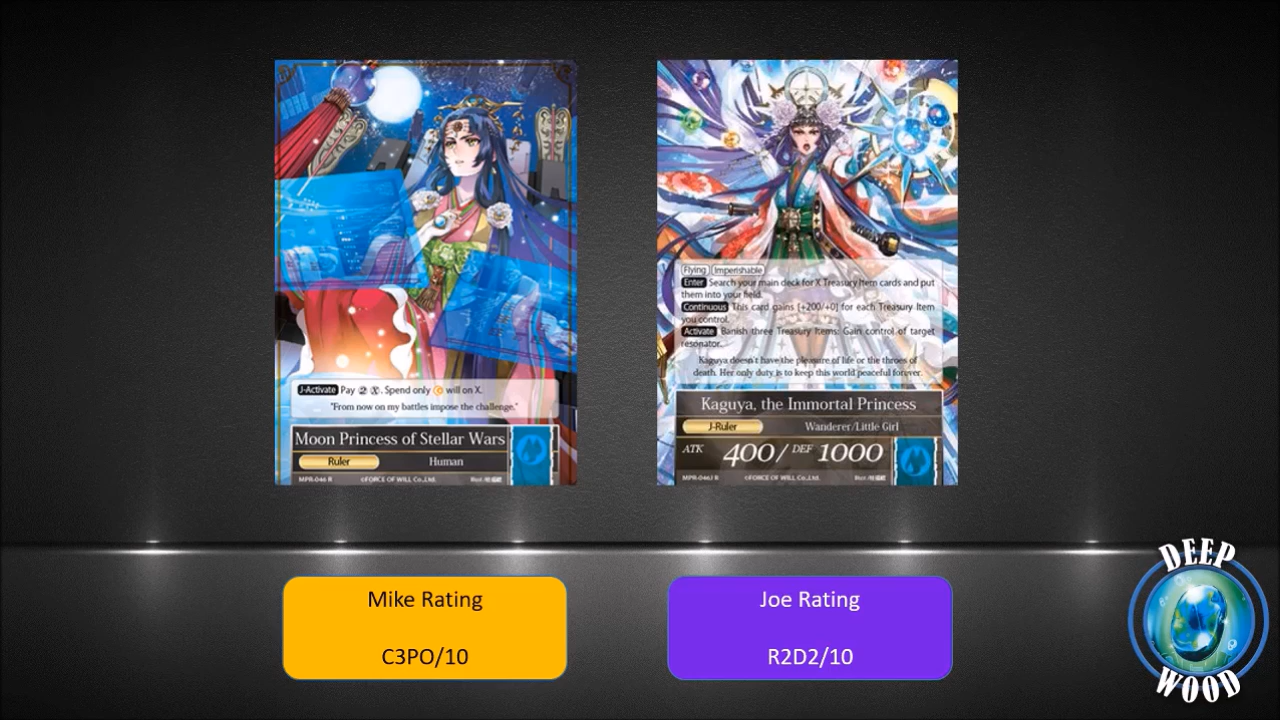 J-Activate Pay 2 X. Spend only will on X.
"From now on my battles impose the challenge."
Moon Princess of Stellar Wars
Ruler Human
MPR-046 R ©FORCE OF WILL Co.,Ltd.
Flying Imperishable
Enter Search your main deck for X Treasury Item cards and put
them into your field.
Continuous This card gains [+200/+0] for each Treasury Item
you control.
Activate Banish three Treasury Items: Gain control of target
resonator.
Kaguya doesn't have the pleasure of life or the throes of
death. Her only duty is to keep this world peaceful forever.
Kaguya, the Immortal Princess
J-Ruler Wanderer/Little Girl
ATK 400/ DEF 1000
MPR-046J R ©FORCE OF WILL Co.,Ltd.
Mike Rating
C3PO/10
Joe Rating
R2D2/10
DEEP
WOOD